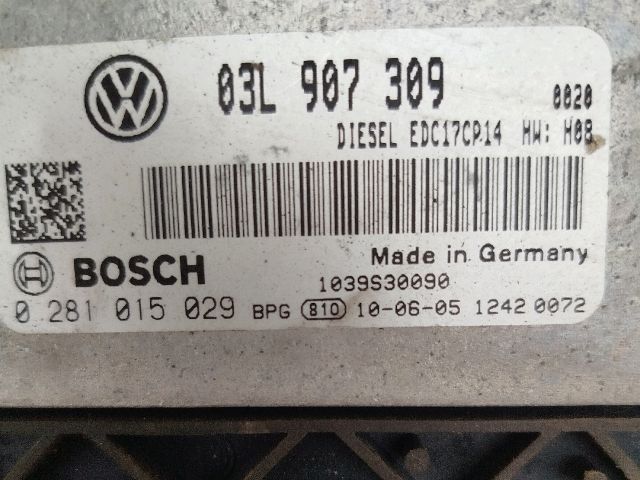 03L 907 309 0020
DIESEL EDC17CP14 HW: H08
Made in Germany
BOSCH 1039S30090
0 281 015 029 BPG 810 10-06-05 1242 0072